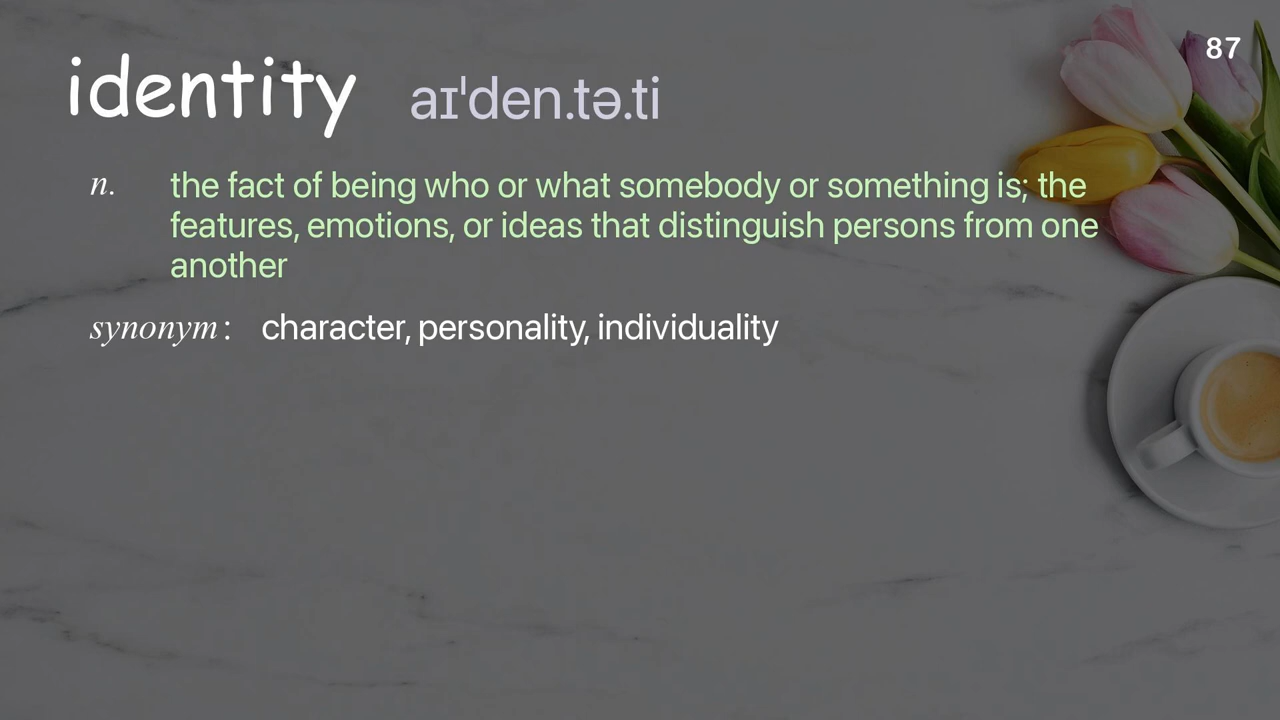 87
identity aɪˈden.tə.ti
n. the fact of being who or what somebody or something is; the
features, emotions, or ideas that distinguish persons from one
another
synonym: character, personality, individuality